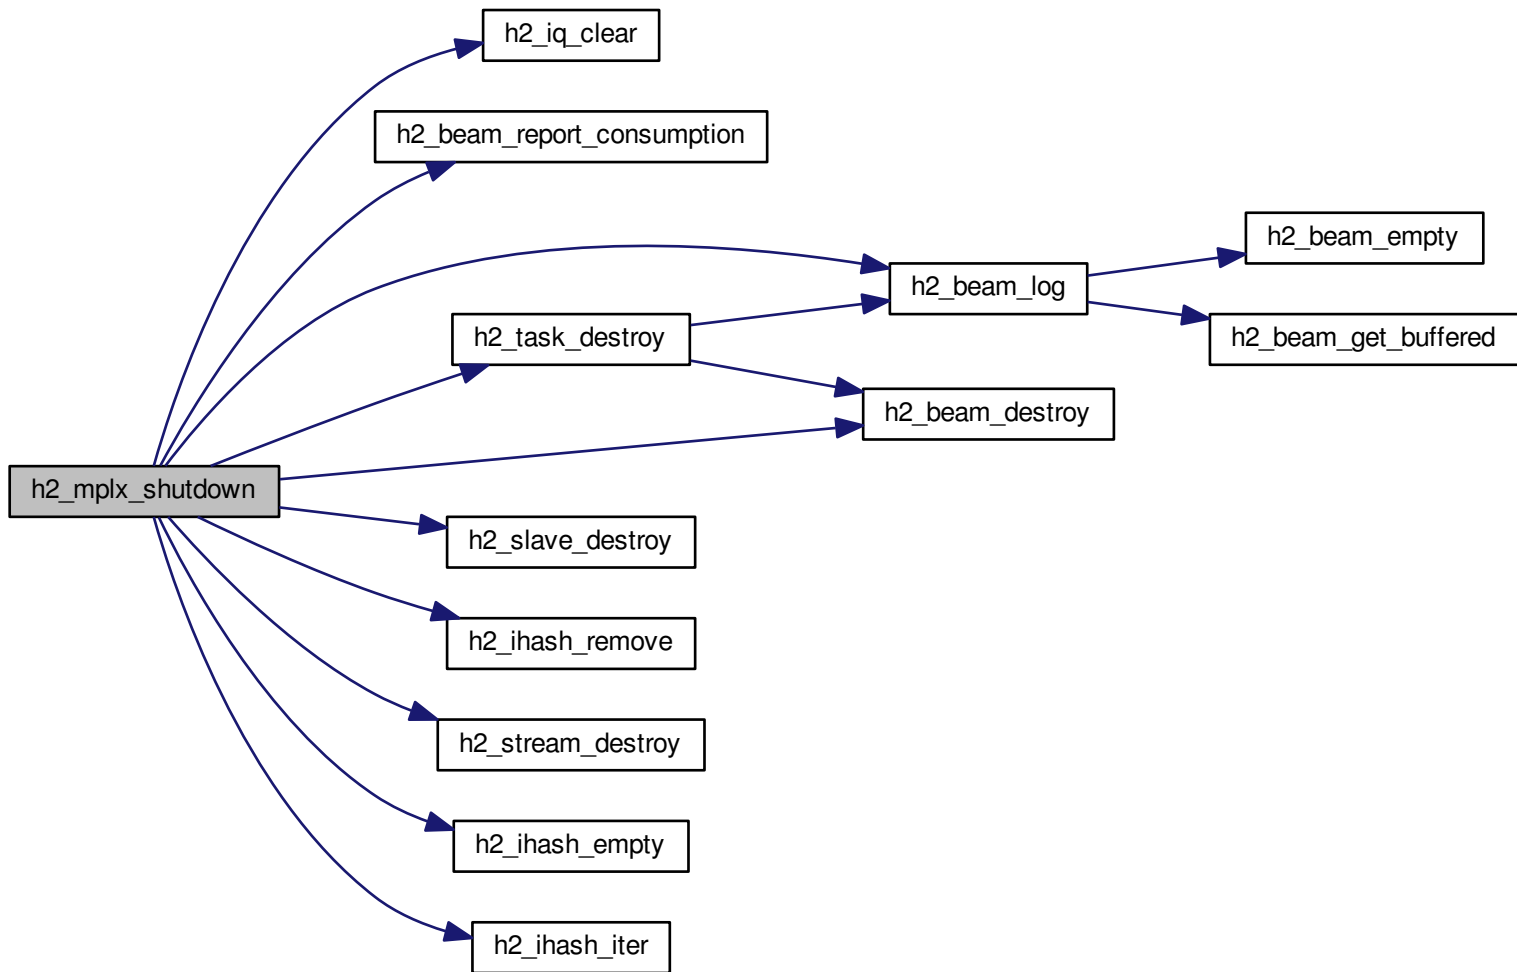 h2_iq_clear
h2_beam_report_consumption
h2_beam_empty
h2_beam_log
h2_task_destroy
h2_beam_get_buffered
h2_beam_destroy
h2_mplx_shutdown
h2_slave_destroy
h2_ihash_remove
h2_stream_destroy
h2_ihash_empty
h2_ihash_iter